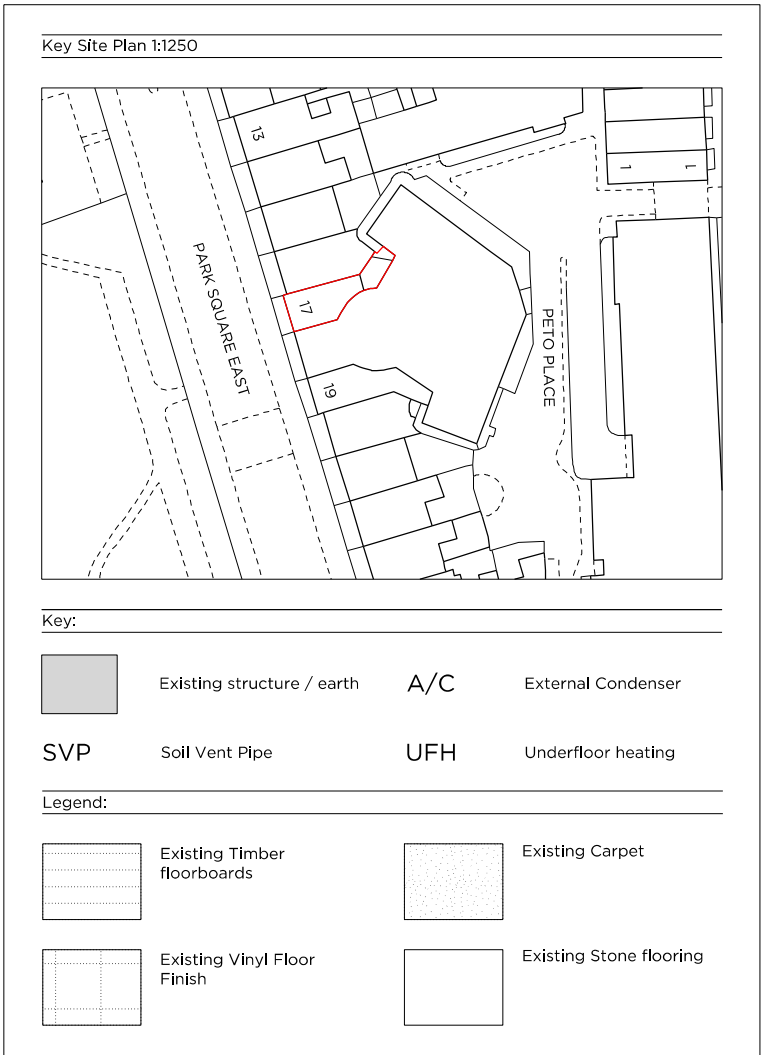 Key Site Plan 1:1250
13
1
1
PARK SQUARE EAST
17
PETO PLACE
19
Key:
Existing structure / earth
A/C
External Condenser
SVP
Soil Vent Pipe
UFH
Underfloor heating
Legend:
Existing Timber
floorboards
Existing Carpet
Existing Vinyl Floor
Finish
Existing Stone flooring